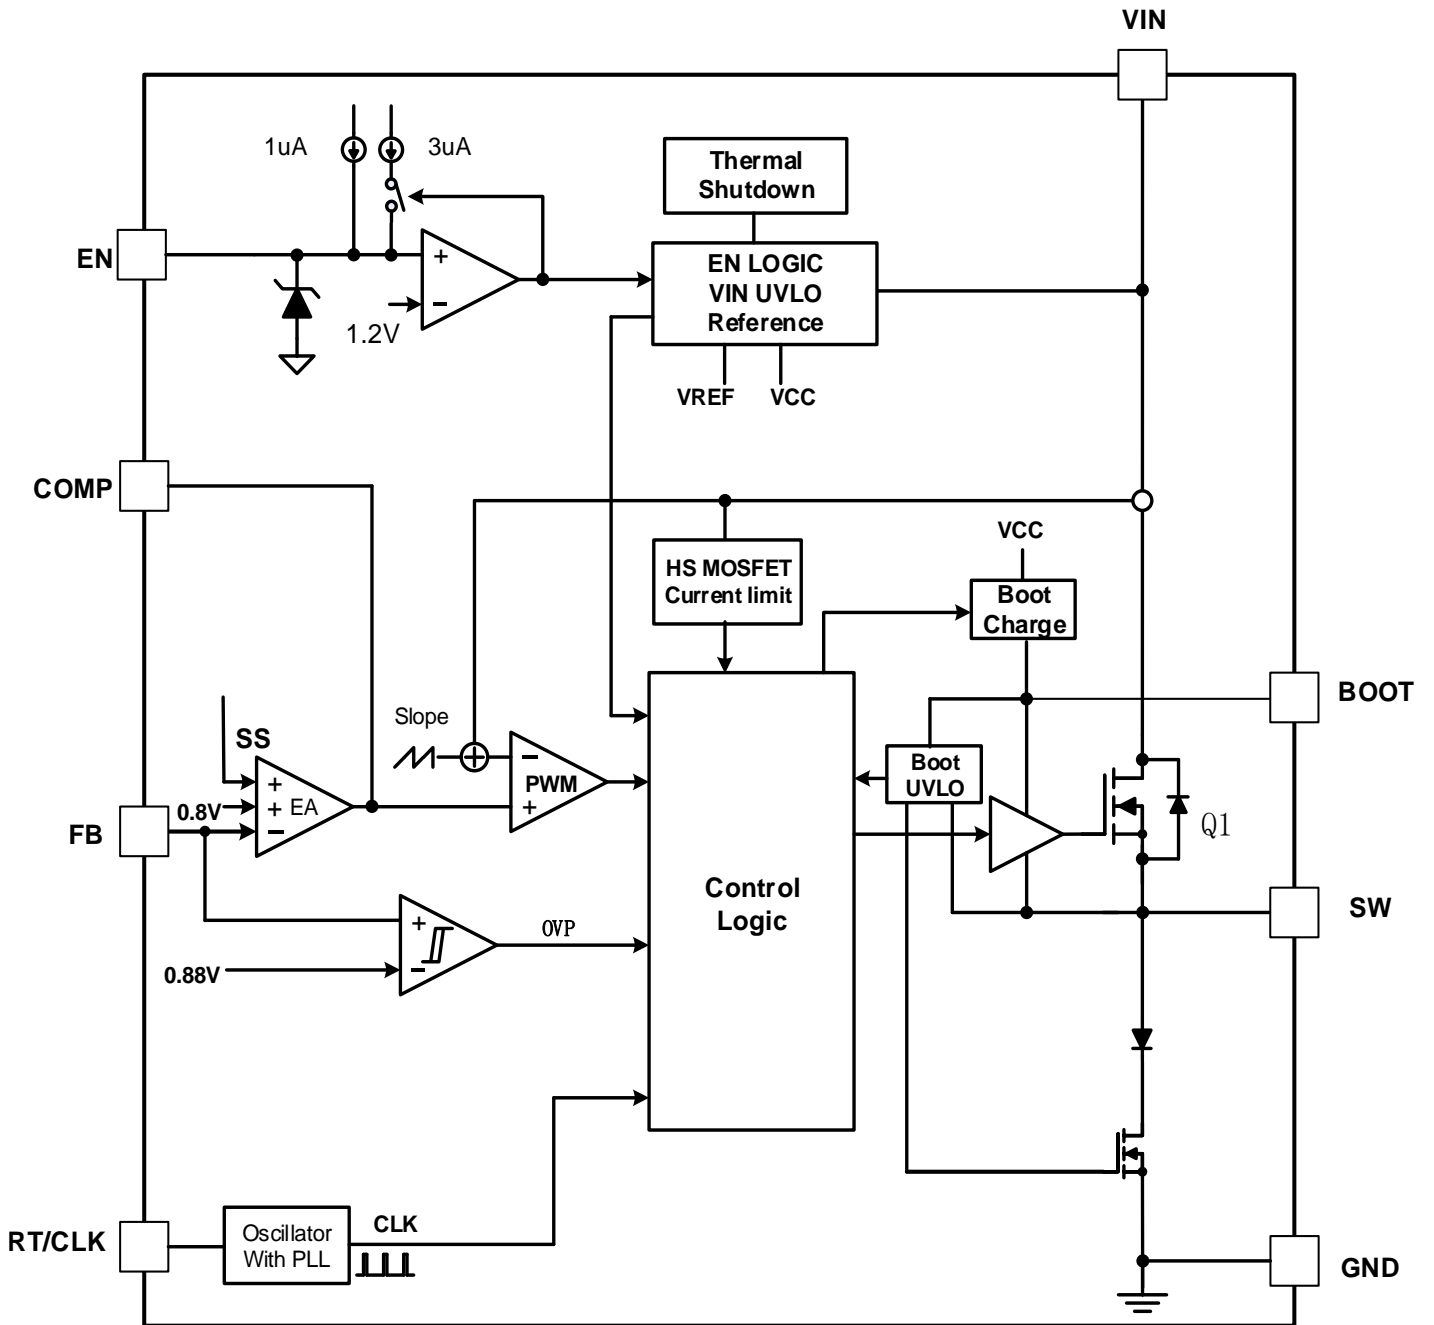 VIN
1uA
3uA
Thermal
Shutdown
EN
+
−
1.2V
EN LOGIC
VIN UVLO
Reference
VREF
VCC
COMP
HS MOSFET
Current limit
VCC
Boot
Charge
BOOT
Slope
+
SS
−
PWM
+
Boot
UVLO
+
+ EA
−
0.8V
FB
Q1
Control
Logic
SW
+
−
OVP
0.88V
RT/CLK
Oscillator
With PLL
CLK
GND